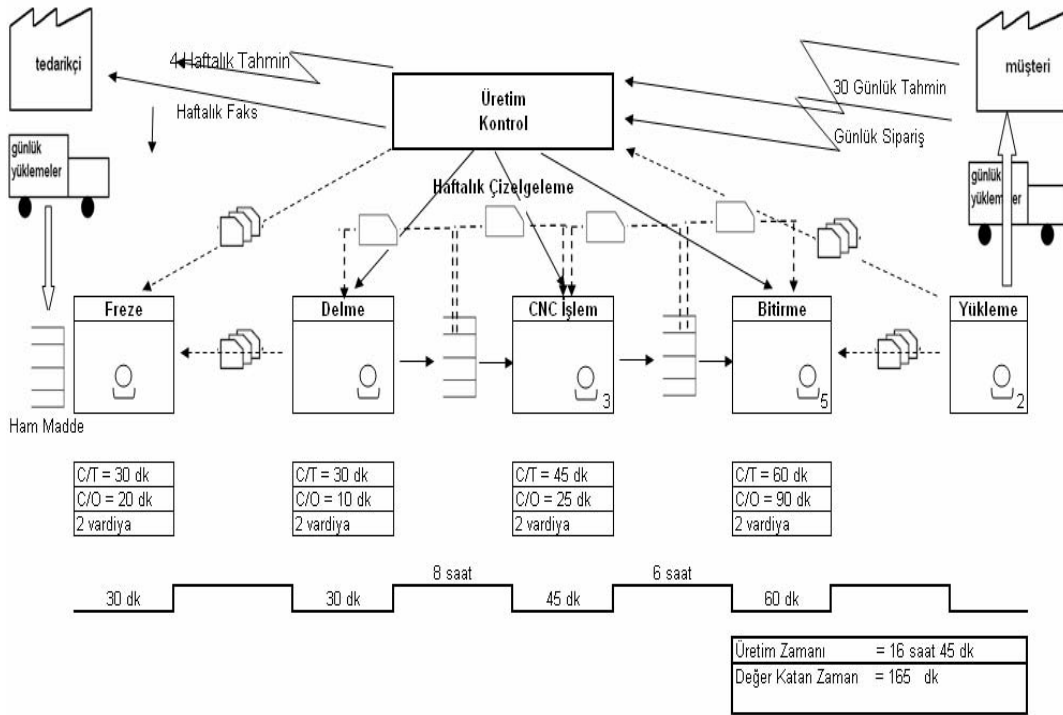 tedarikçi
4 Haftalık Tahmin
Haftalık Faks
Üretim
Kontrol
30 Günlük Tahmin
Günlük Sipariş
müşteri
günlük
yüklemeler
günlük
yüklemeler
Haftalık Çizelgeleme
Freze
Delme
CNC İşlem
3
Bitirme
5
Yükleme
2
Ham Madde
C/T = 30 dk
C/O = 20 dk
2 vardiya
C/T = 30 dk
C/O = 10 dk
2 vardiya
C/T = 45 dk
C/O = 25 dk
2 vardiya
C/T = 60 dk
C/O = 90 dk
2 vardiya
30 dk
30 dk
8 saat
45 dk
6 saat
60 dk
Üretim Zamanı = 16 saat 45 dk
Değer Katan Zaman = 165 dk